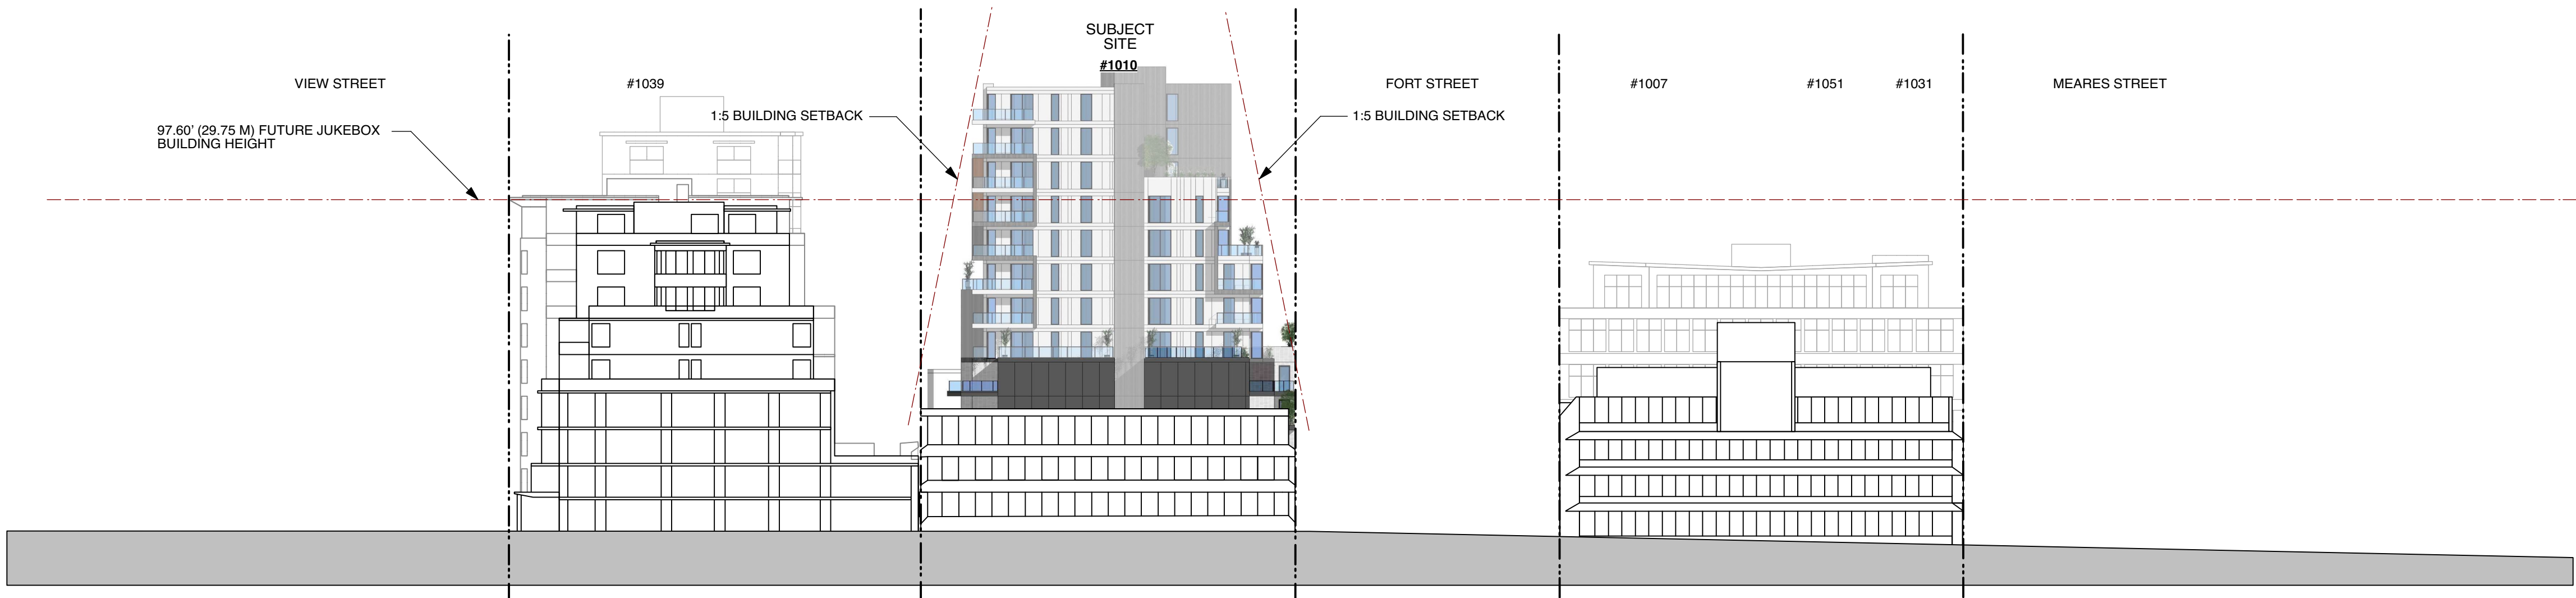 SUBJECT
SITE
#1010
VIEW STREET
#1039
FORT STREET
#1007
#1051
#1031
MEARES STREET
1:5 BUILDING SETBACK
1:5 BUILDING SETBACK
97.60' (29.75 M) FUTURE JUKEBOX
BUILDING HEIGHT